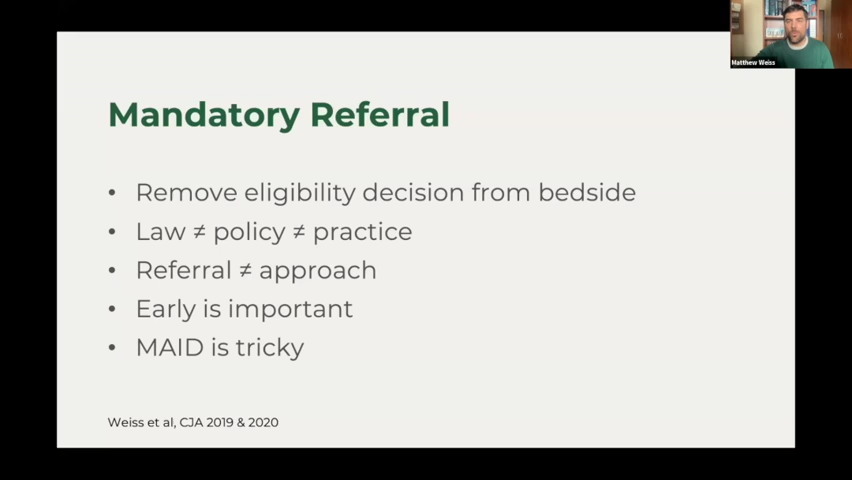 Matthew Weiss
Mandatory Referral
• Remove eligibility decision from bedside
• Law ≠ policy ≠ practice
• Referral ≠ approach
• Early is important
• MAID is tricky
Weiss et al, CJA 2019 & 2020